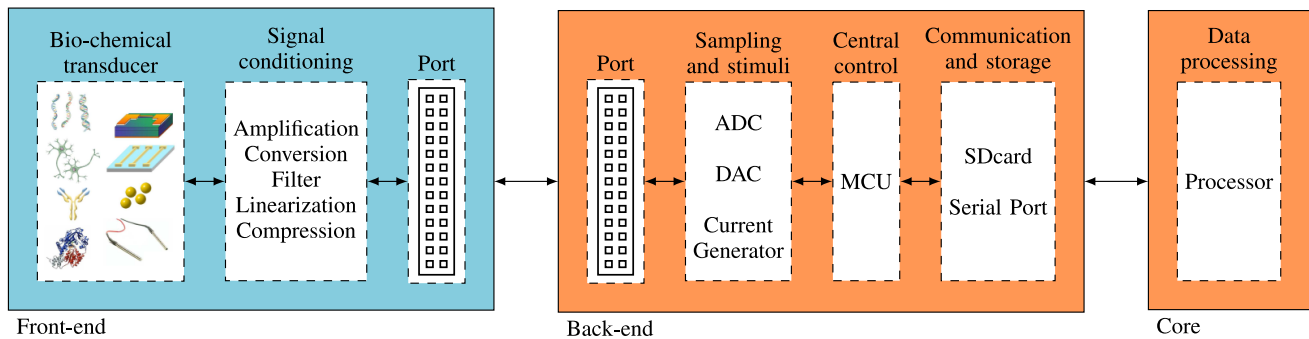 Bio-chemical
transducer
Signal
conditioning
Port
Amplification
Conversion
Filter
Linearization
Compression
Front-end
Port
Sampling
and stimuli
ADC
DAC
Current
Generator
Central
control
MCU
Communication
and storage
SDcard
Serial Port
Back-end
Data
processing
Processor
Core